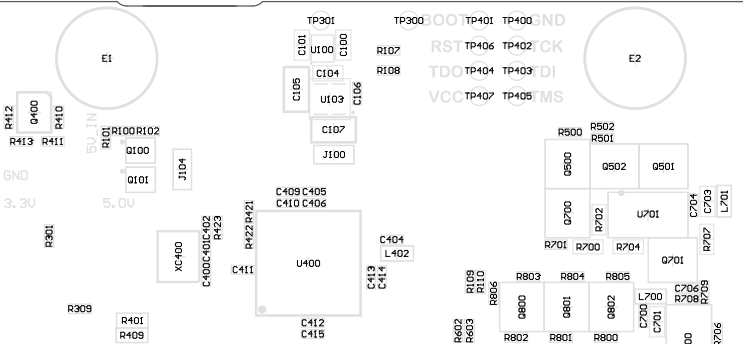 TP301 TP300 BOOT TP401 TP400 GND
C101 U100 C100 R107 RST TP406 TP402 TCK
E1 E2
C104 R108 TDO TP404 TP403 TDI
C105 U103 C106 VCC TP407 TP405 TMS
R412 Q400 R410
R413 R411
5V_IN R101 R100 R102
C107
R500 R502
R501
Q100 J104 J100
Q500 Q502 Q501
GND Q101
3.3V 5.0V
C409 C405
C410 C406
Q700 R702 U701 C704 C703 L701
R301 XC400 C400 C401 C402 R423 R422 R421
U400
C404
L402
R701 R700 R704 R707
Q701
C411 C413 C414
R109 R110 R806 R803 R804 R805
C706 R709
R708
L700
Q800 Q801 Q802 C700 C701
R309
R401
R409
C412
C415
R602 R603 R802 R801 R800
00 R706